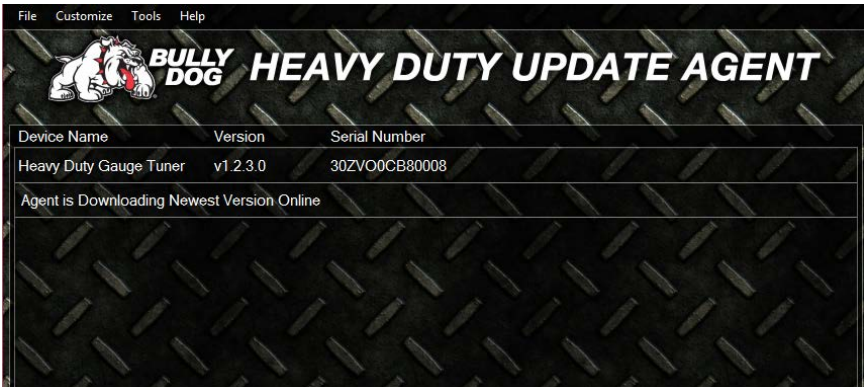 File Customize Tools Help
BULLY DOG HEAVY DUTY UPDATE AGENT
Device Name Version Serial Number
Heavy Duty Gauge Tuner v1.2.3.0 30ZVO0CB80008
Agent is Downloading Newest Version Online